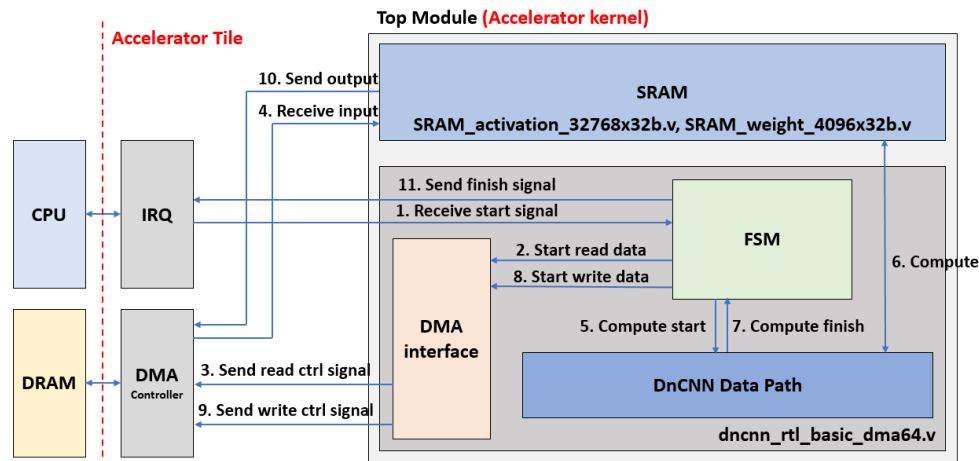 Top Module (Accelerator kernel)
Accelerator Tile
10. Send output
4. Receive input
SRAM
SRAM_activation_32768x32b.v, SRAM_weight_4096x32b.v
CPU
IRQ
11. Send finish signal
1. Receive start signal
FSM
2. Start read data
8. Start write data
6. Compute
DMA
interface
5. Compute start
7. Compute finish
DRAM
DMA
Controller
3. Send read ctrl signal
9. Send write ctrl signal
DnCNN Data Path
dncnn_rtl_basic_dma64.v